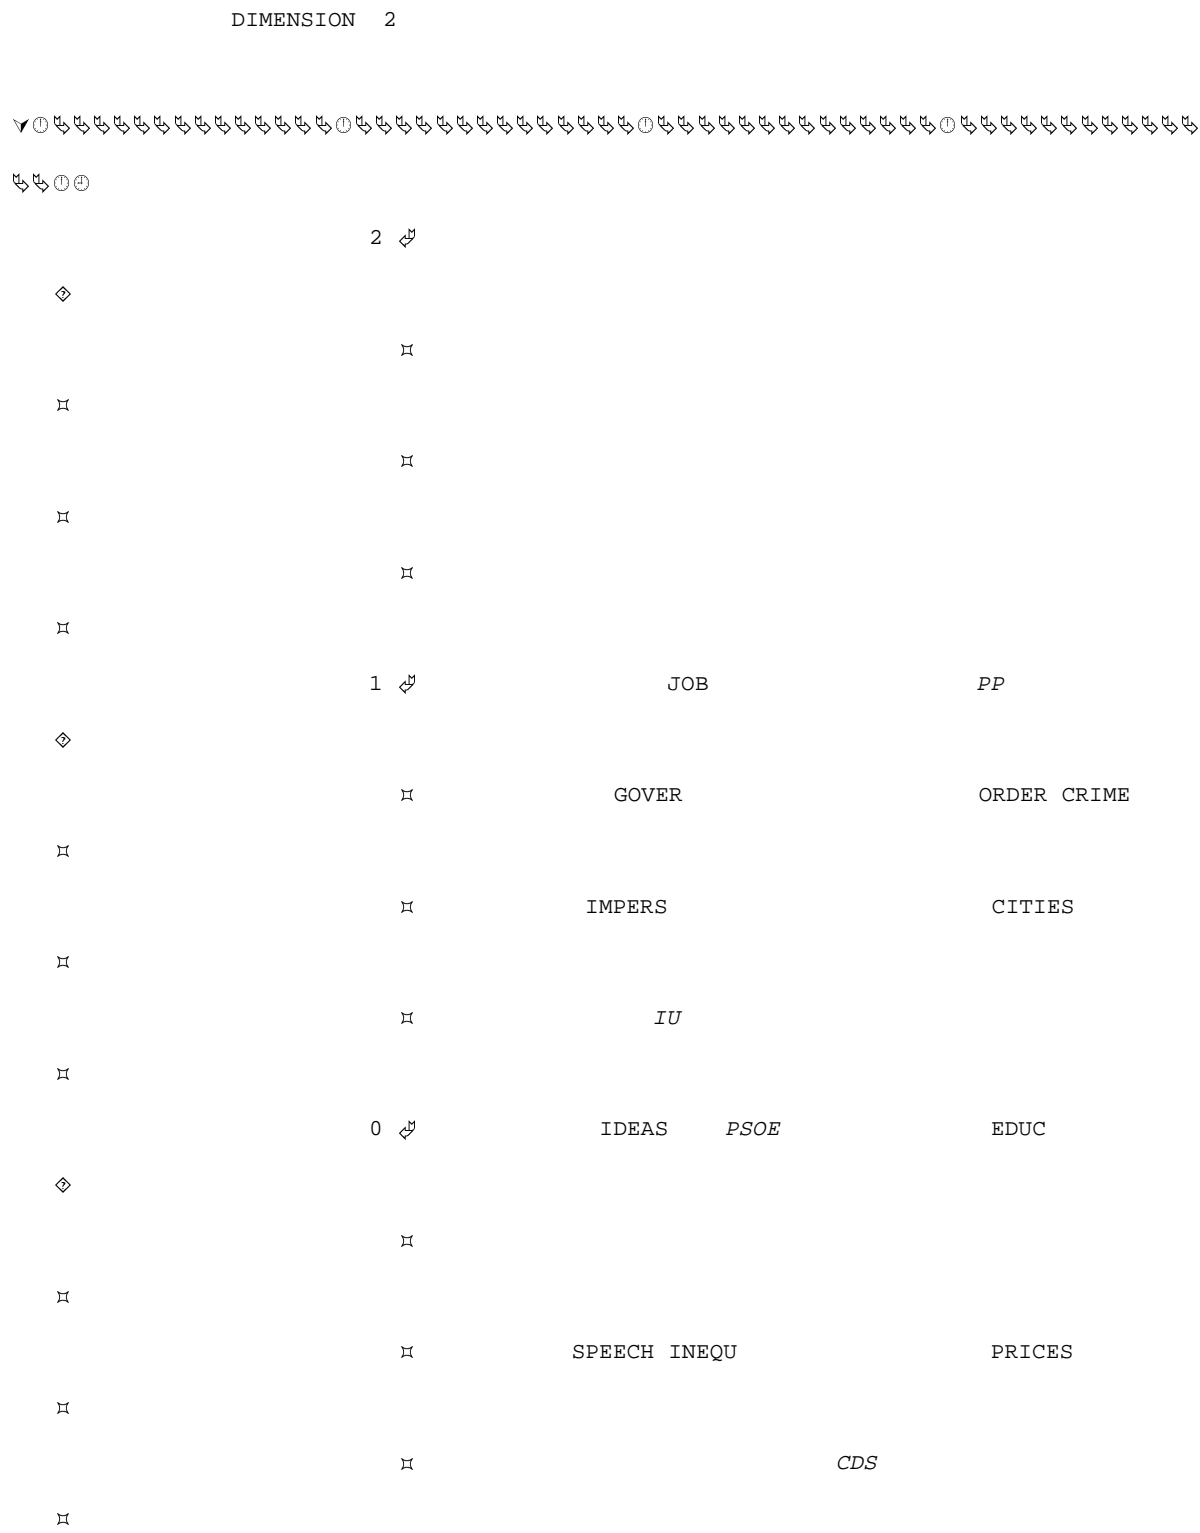 DIMENSION 2
2
1 JOB PP
GOVER ORDER CRIME
IMPERS CITIES
IU
0 IDEAS PSOE EDUC
SPEECH INEQU PRICES
CDS